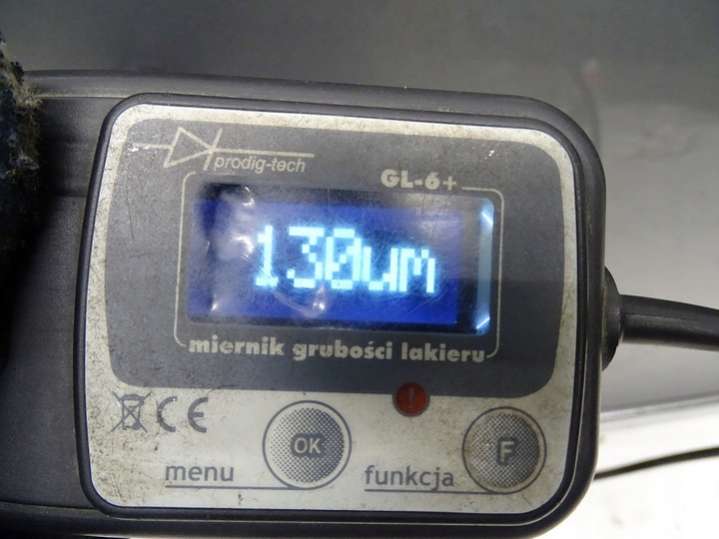 prodig-tech
GL-6+
130um
miernik grubości lakieru
CE
OK
F
menu
funkcja